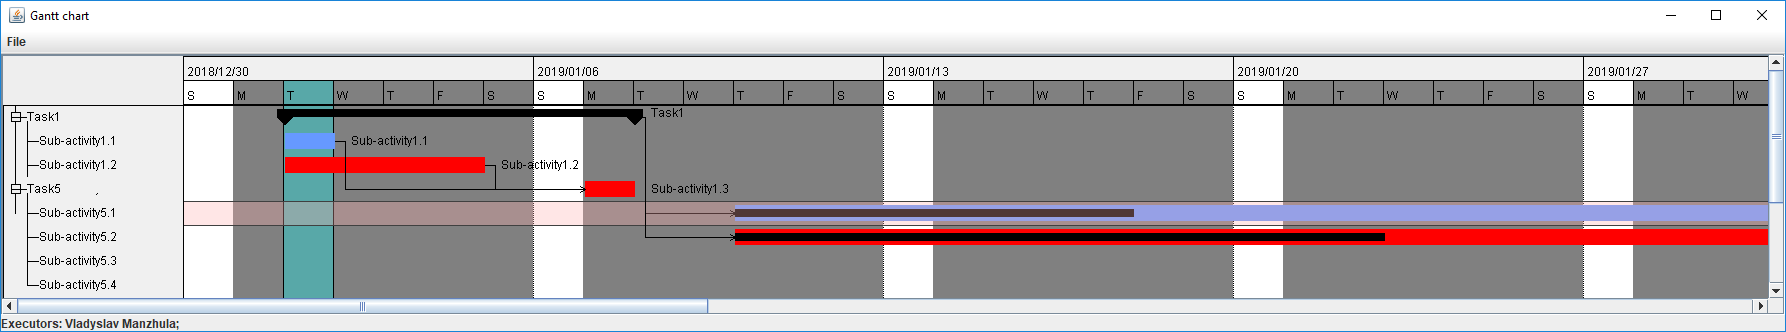 Gantt chart
File
2018/12/30 2019/01/06 2019/01/13 2019/01/20 2019/01/27
S M T W T F S S M T W T F S S M T W T F S S M T W T F S S M T W
Task1 Task1
Sub-activity1.1 Sub-activity1.1
Sub-activity1.2 Sub-activity1.2
Task5 Sub-activity1.3
Sub-activity5.1
Sub-activity5.2
Sub-activity5.3
Sub-activity5.4
Executors: Vladyslav Manzhula;